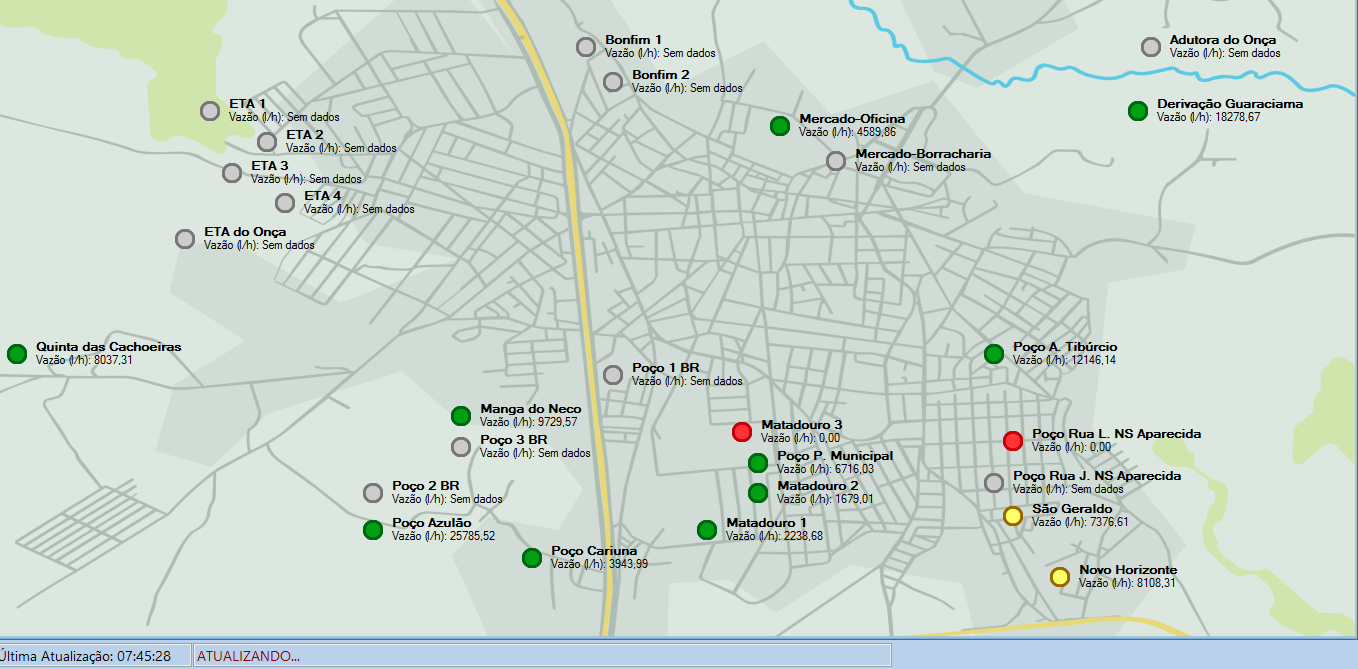 Bonfim 1
Vazão (l/h): Sem dados
Adutora do Onça
Vazão (l/h): Sem dados
Bonfim 2
Vazão (l/h): Sem dados
ETA 1
Vazão (l/h): Sem dados
Derivação Guaraciama
Vazão (l/h): 18278,67
Mercado-Oficina
Vazão (l/h): 4589,86
ETA 2
Vazão (l/h): Sem dados
Mercado-Borracharia
Vazão (l/h): Sem dados
ETA 3
Vazão (l/h): Sem dados
ETA 4
Vazão (l/h): Sem dados
ETA do Onça
Vazão (l/h): Sem dados
Quinta das Cachoeiras
Vazão (l/h): 8037,31
Poço A. Tibúrcio
Vazão (l/h): 12146,14
Poço 1 BR
Vazão (l/h): Sem dados
Manga do Neco
Vazão (l/h): 9729,57
Matadouro 3
Vazão (l/h): 0,00
Poço Rua L. NS Aparecida
Vazão (l/h): 0,00
Poço 3 BR
Vazão (l/h): Sem dados
Poço P. Municipal
Vazão (l/h): 6716,03
Poço Rua J. NS Aparecida
Vazão (l/h): Sem dados
Poço 2 BR
Vazão (l/h): Sem dados
Matadouro 2
Vazão (l/h): 1679,01
São Geraldo
Vazão (l/h): 7376,61
Poço Azulão
Vazão (l/h): 25785,52
Matadouro 1
Vazão (l/h): 2238,68
Poço Cariuna
Vazão (l/h): 3943,99
Novo Horizonte
Vazão (l/h): 8108,31
Última Atualização: 07:45:28
ATUALIZANDO...